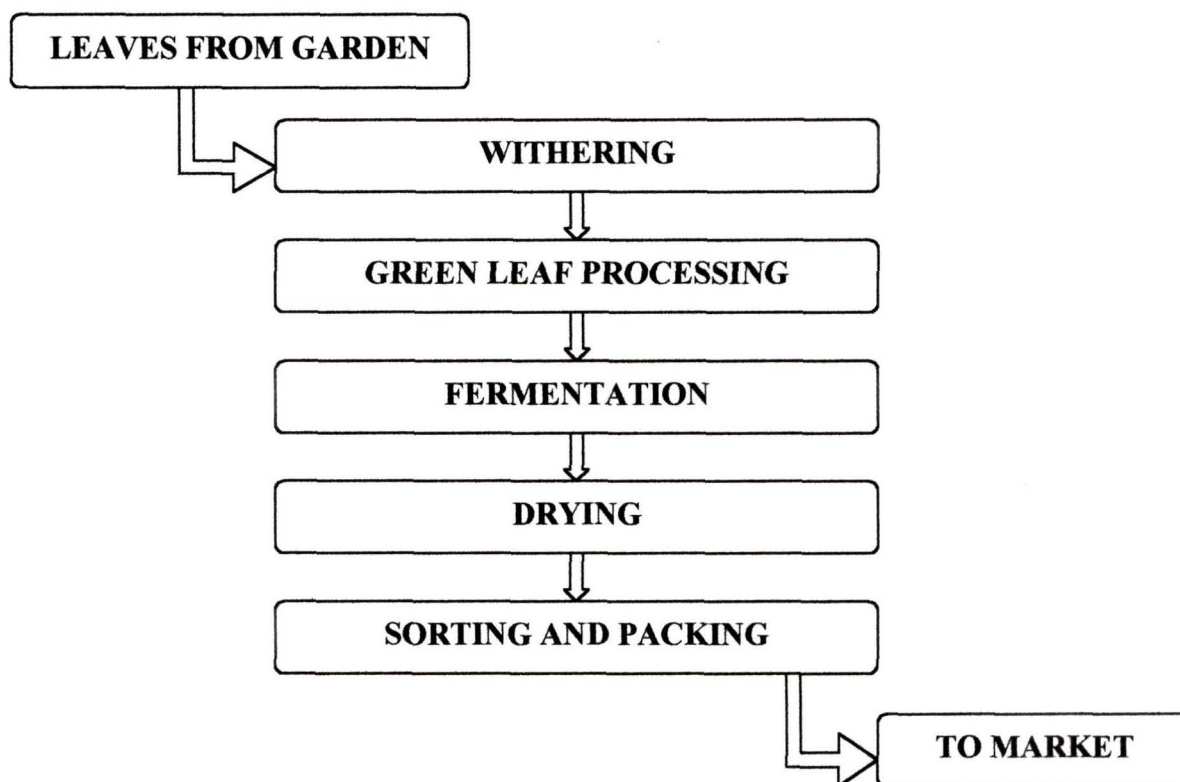 LEAVES FROM GARDEN
WITHERING
GREEN LEAF PROCESSING
FERMENTATION
DRYING
SORTING AND PACKING
TO MARKET